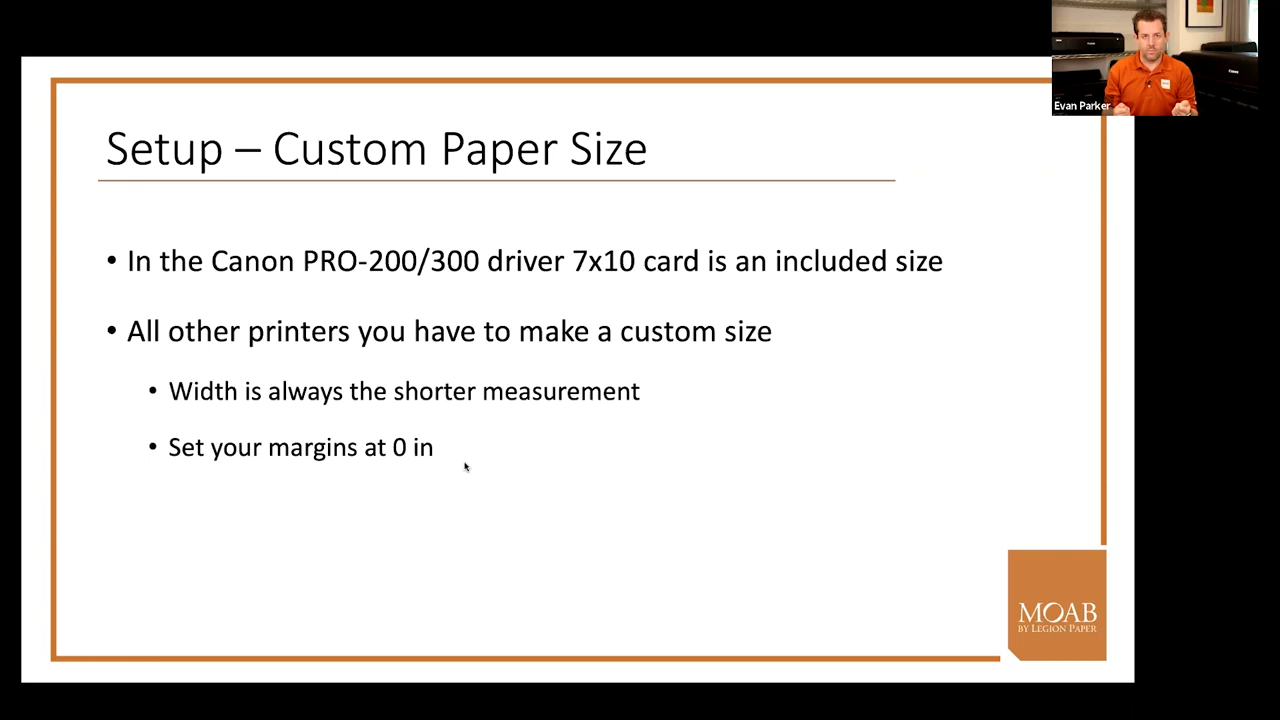 Evan Parker
Setup – Custom Paper Size
• In the Canon PRO-200/300 driver 7x10 card is an included size
• All other printers you have to make a custom size
• Width is always the shorter measurement
• Set your margins at 0 in
MOAB
BY LEGION PAPER